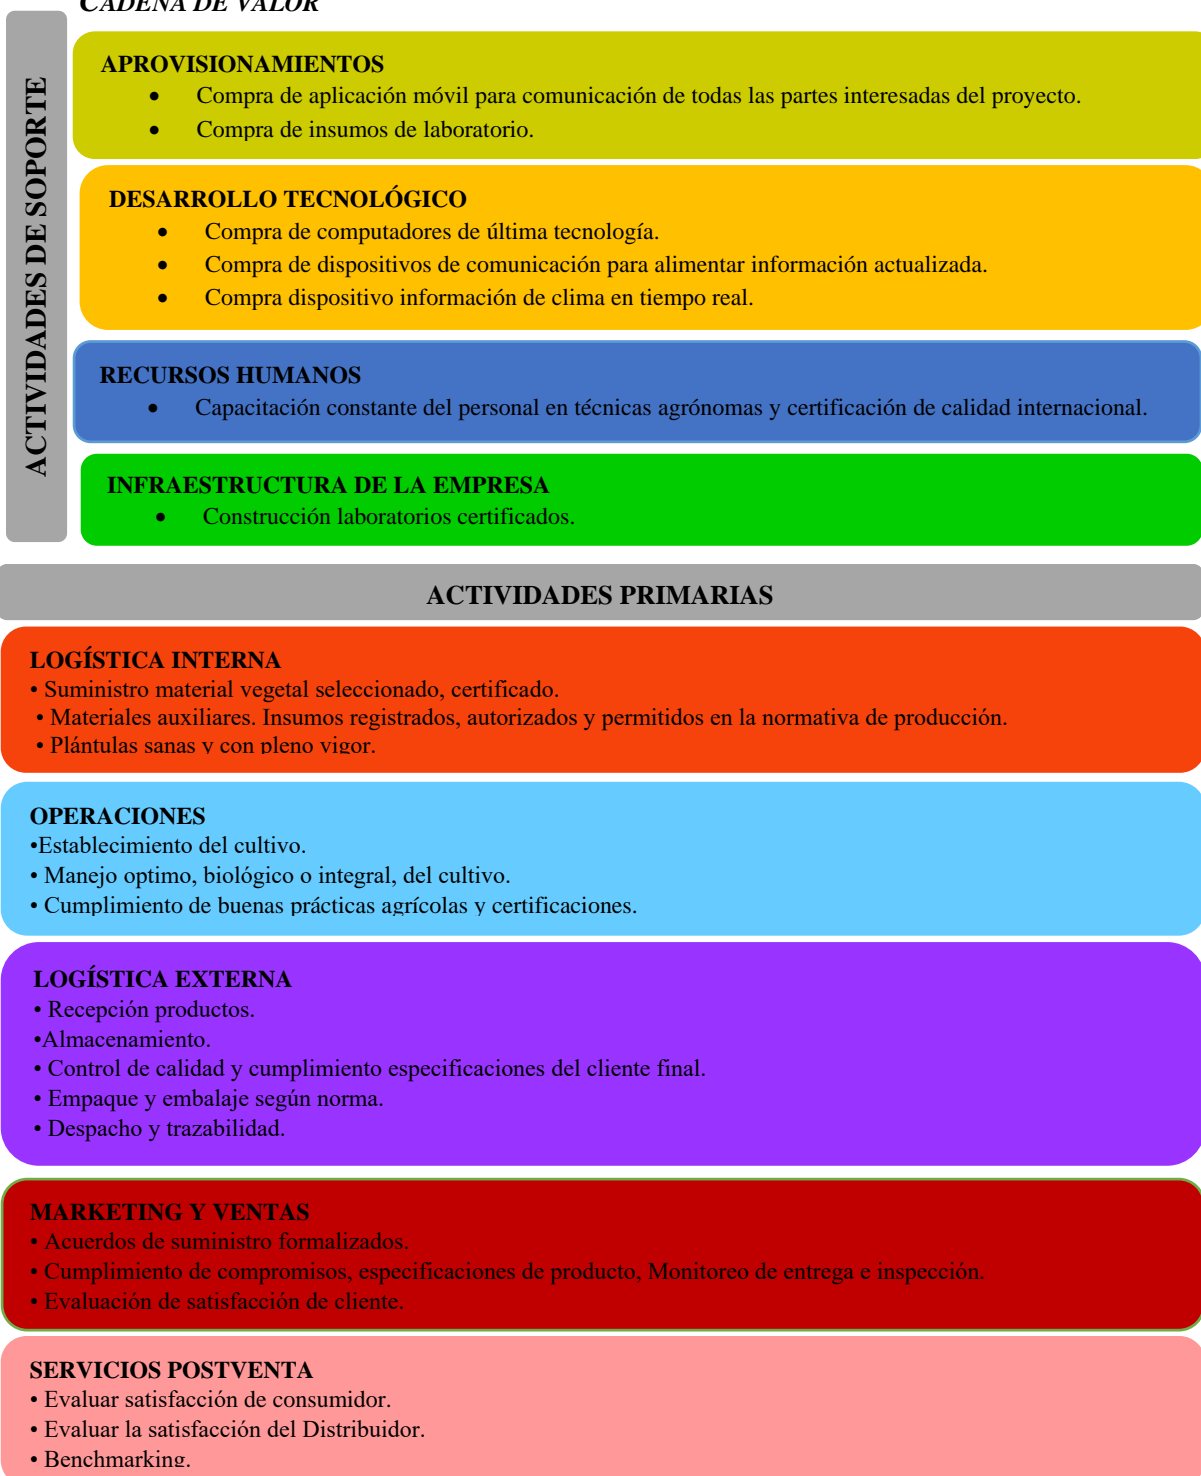 CADENA DE VALOR
ACTIVIDADES DE SOPORTE
APROVISIONAMIENTOS
• Compra de aplicación móvil para comunicación de todas las partes interesadas del proyecto.
• Compra de insumos de laboratorio.
DESARROLLO TECNOLÓGICO
• Compra de computadores de última tecnología.
• Compra de dispositivos de comunicación para alimentar información actualizada.
• Compra dispositivo información de clima en tiempo real.
RECURSOS HUMANOS
• Capacitación constante del personal en técnicas agrónomas y certificación de calidad internacional.
INFRAESTRUCTURA DE LA EMPRESA
• Construcción laboratorios certificados.
ACTIVIDADES PRIMARIAS
LOGÍSTICA INTERNA
• Suministro material vegetal seleccionado, certificado.
• Materiales auxiliares. Insumos registrados, autorizados y permitidos en la normativa de producción.
• Plántulas sanas y con pleno vigor.
OPERACIONES
•Establecimiento del cultivo.
• Manejo optimo, biológico o integral, del cultivo.
• Cumplimiento de buenas prácticas agrícolas y certificaciones.
LOGÍSTICA EXTERNA
• Recepción productos.
•Almacenamiento.
• Control de calidad y cumplimiento especificaciones del cliente final.
• Empaque y embalaje según norma.
• Despacho y trazabilidad.
MARKETING Y VENTAS
• Acuerdos de suministro formalizados.
• Cumplimiento de compromisos, especificaciones de producto, Monitoreo de entrega e inspección.
• Evaluación de satisfacción de cliente.
SERVICIOS POSTVENTA
• Evaluar satisfacción de consumidor.
• Evaluar la satisfacción del Distribuidor.
• Benchmarking.